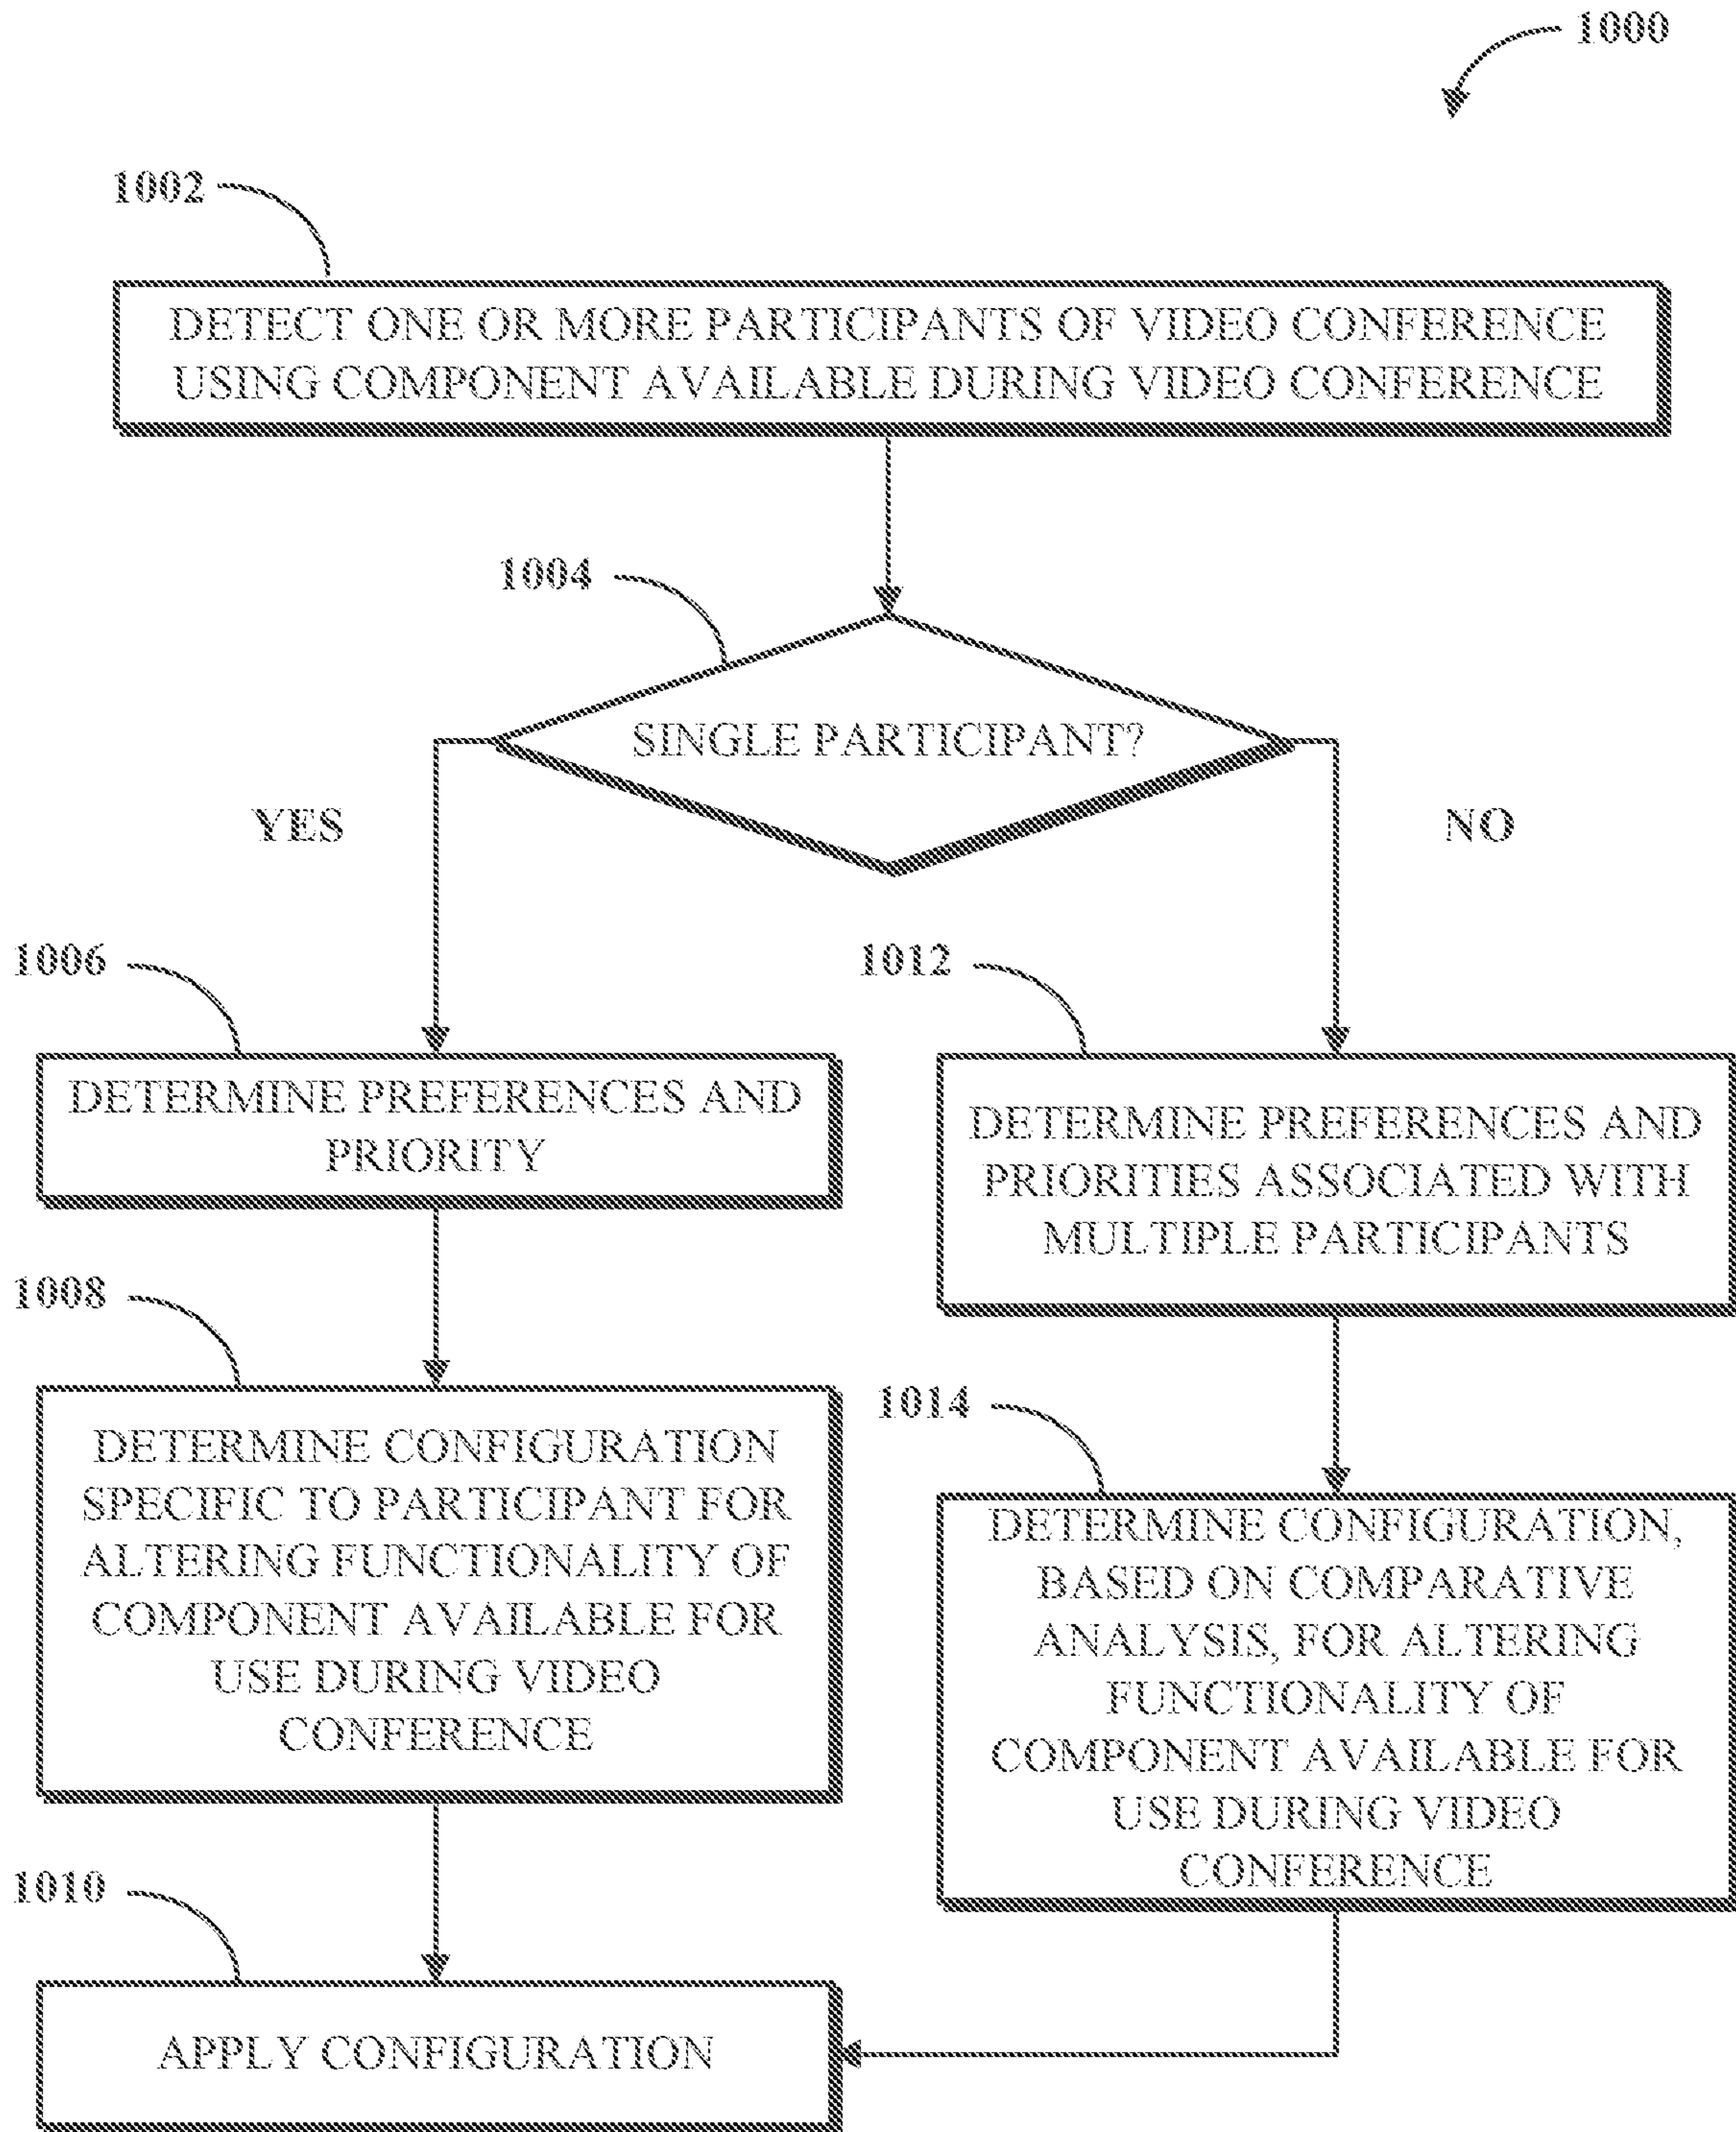 1000
1002
DETECT ONE OR MORE PARTICIPANTS OF VIDEO CONFERENCE
USING COMPONENT AVAILABLE DURING VIDEO CONFERENCE
1004
SINGLE PARTICIPANT?
YES
NO
1006
DETERMINE PREFERENCES AND
PRIORITY
1012
DETERMINE PREFERENCES AND
PRIORITIES ASSOCIATED WITH
MULTIPLE PARTICIPANTS
1008
DETERMINE CONFIGURATION
SPECIFIC TO PARTICIPANT FOR
ALTERING FUNCTIONALITY OF
COMPONENT AVAILABLE FOR
USE DURING VIDEO
CONFERENCE
1014
DETERMINE CONFIGURATION,
BASED ON COMPARATIVE
ANALYSIS, FOR ALTERING
FUNCTIONALITY OF
COMPONENT AVAILABLE FOR
USE DURING VIDEO
CONFERENCE
1010
APPLY CONFIGURATION